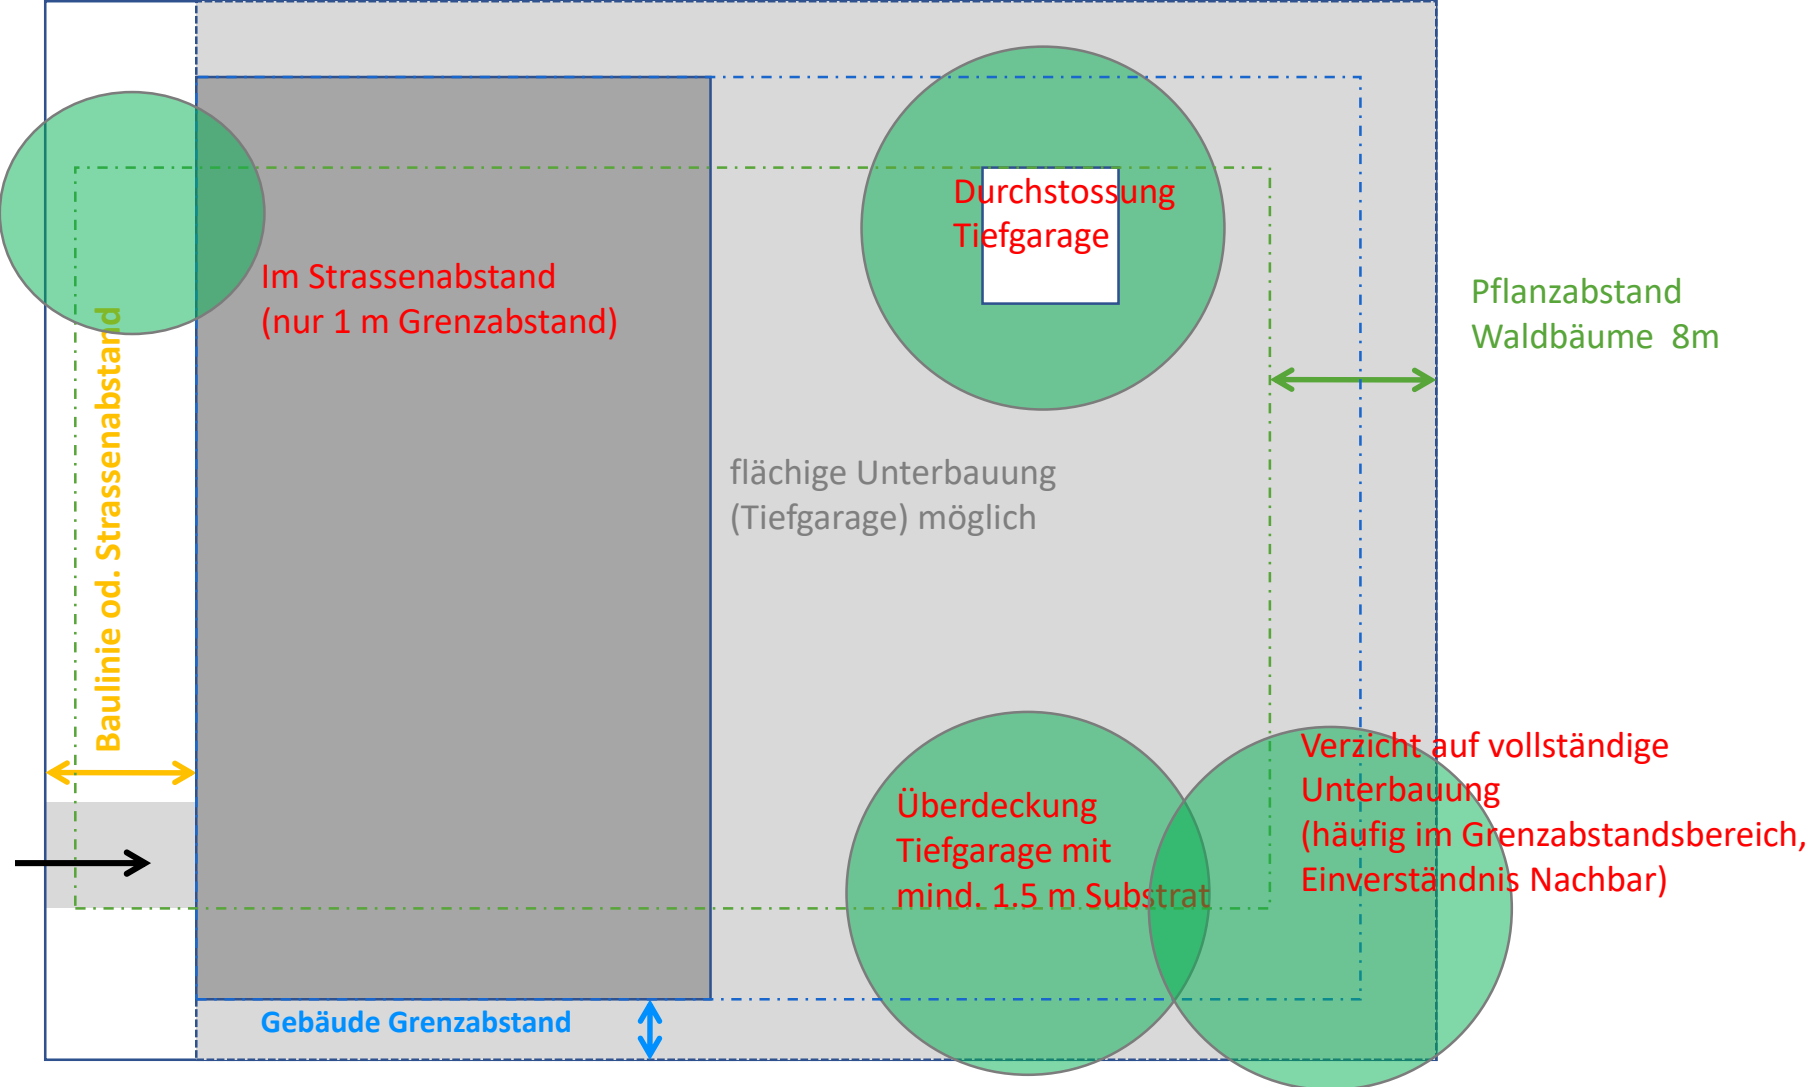 Durchstossung
Tiefgarage
Im Strassenabstand
(nur 1 m Grenzabstand)
Pflanzabstand
Waldbäume 8m
Baulinie od. Strassenabstand
flächige Unterbauung
(Tiefgarage) möglich
Verzicht auf vollständige
Unterbauung
(häufig im Grenzabstandsbereich,
Einverständnis Nachbar)
Überdeckung
Tiefgarage mit
mind. 1.5 m Substrat
Gebäude Grenzabstand